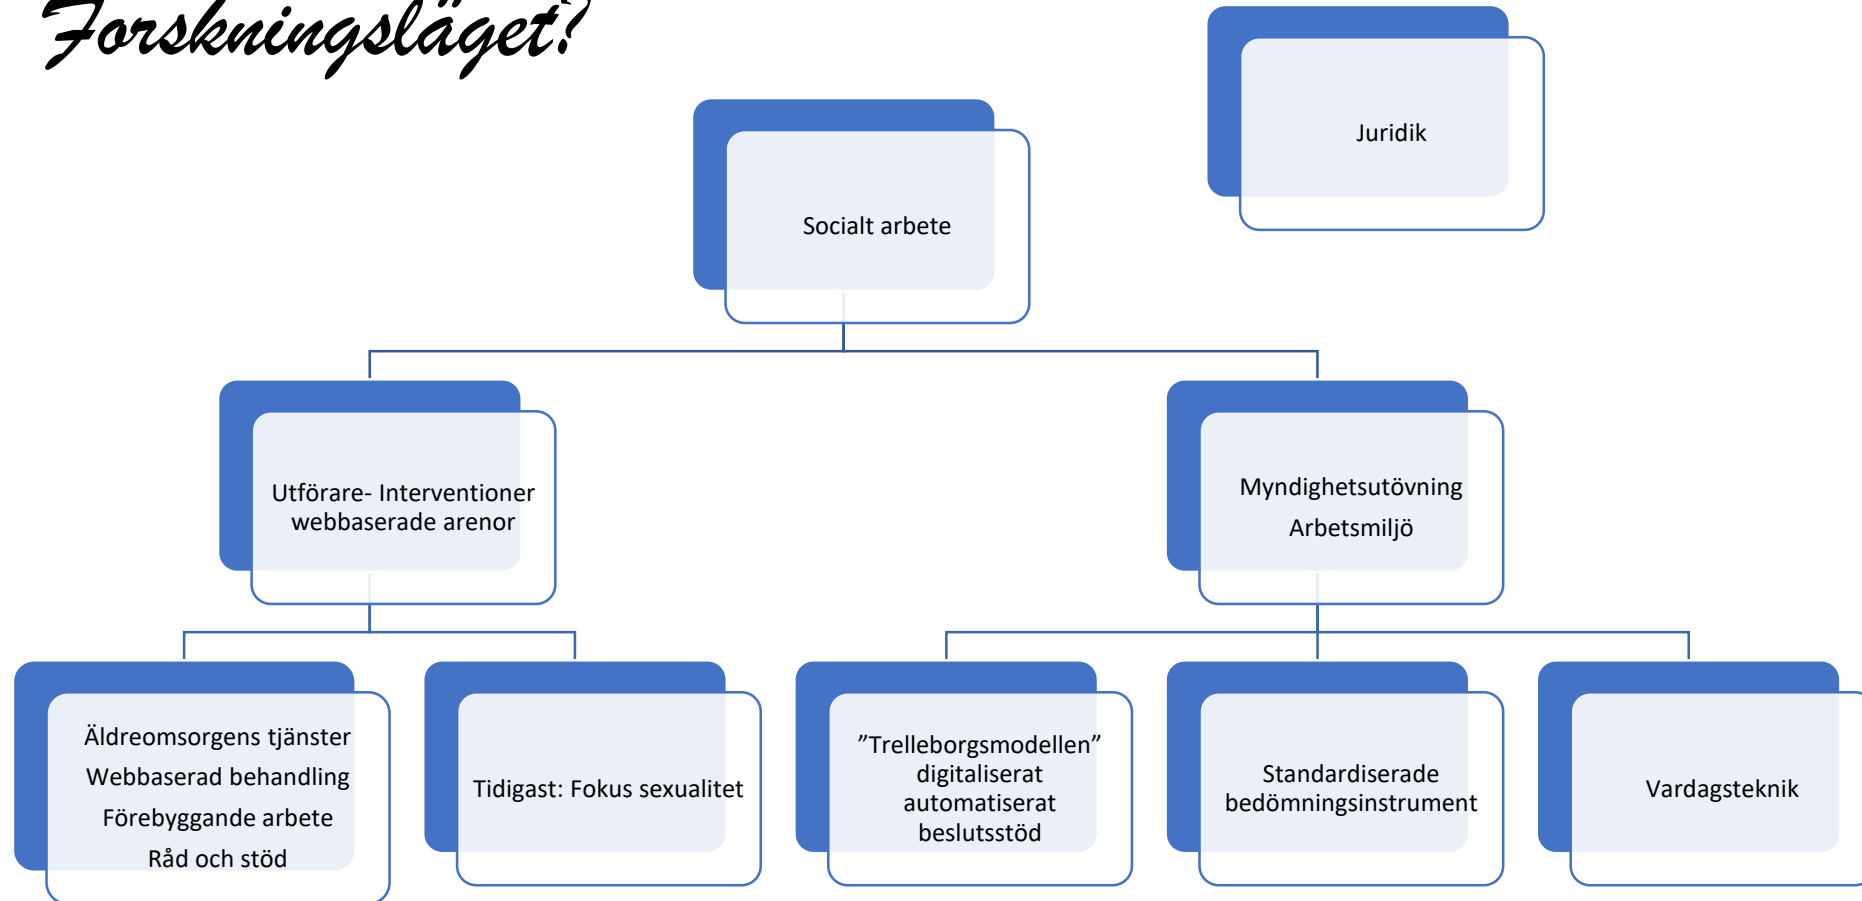 Forskningsläget?
Juridik
Socialt arbete
Utförare- Interventioner
webbaserade arenor
Myndighetsutövning
Arbetsmiljö
Äldreomsorgens tjänster
Webbaserad behandling
Förebyggande arbete
Råd och stöd
Tidigast: Fokus sexualitet
”Trelleborgsmodellen”
digitaliserat
automatiserat
beslutsstöd
Standardiserade
bedömningsinstrument
Vardagsteknik